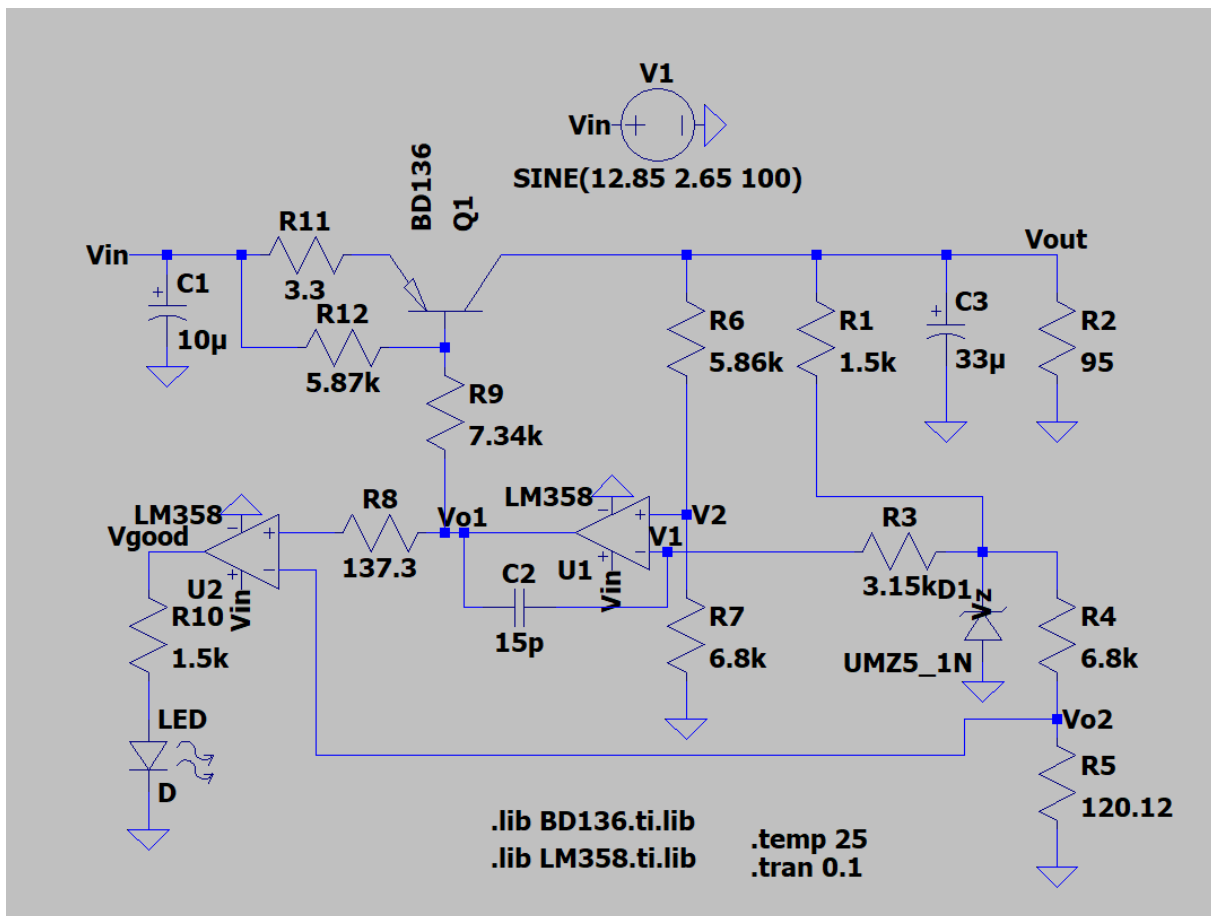 V1
Vin
SINE(12.85 2.65 100)
BD136
Q1
R11
3.3
Vin
Vout
C1
10µ
R12
5.87k
R6
5.86k
R1
1.5k
C3
33µ
R2
95
R9
7.34k
LM358
LM358
R8
137.3
Vo1
V2
V1
R3
3.15k
Vgood
U2
Vin
U1
Vin
C2
15p
D1
Vz
UMZ5_1N
R10
1.5k
R7
6.8k
R4
6.8k
Vo2
LED
D
R5
120.12
.lib BD136.ti.lib
.lib LM358.ti.lib
.temp 25
.tran 0.1